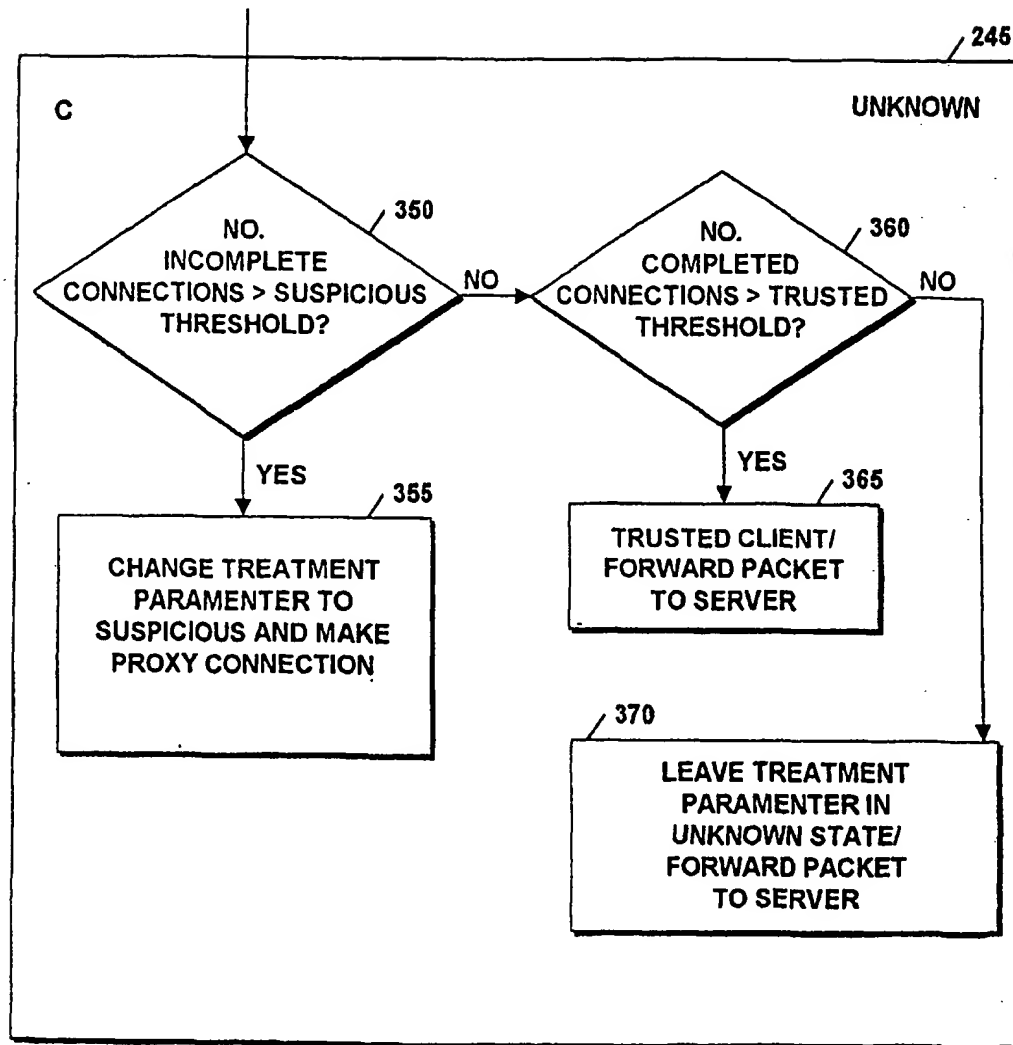 245
C
UNKNOWN
350
NO.
INCOMPLETE
CONNECTIONS > SUSPICIOUS
THRESHOLD?
NO
360
NO.
COMPLETED
CONNECTIONS > TRUSTED
THRESHOLD?
NO
YES
355
CHANGE TREATMENT
PARAMENTER TO
SUSPICIOUS AND MAKE
PROXY CONNECTION
YES
365
TRUSTED CLIENT/
FORWARD PACKET
TO SERVER
370
LEAVE TREATMENT
PARAMENTER IN
UNKNOWN STATE/
FORWARD PACKET
TO SERVER